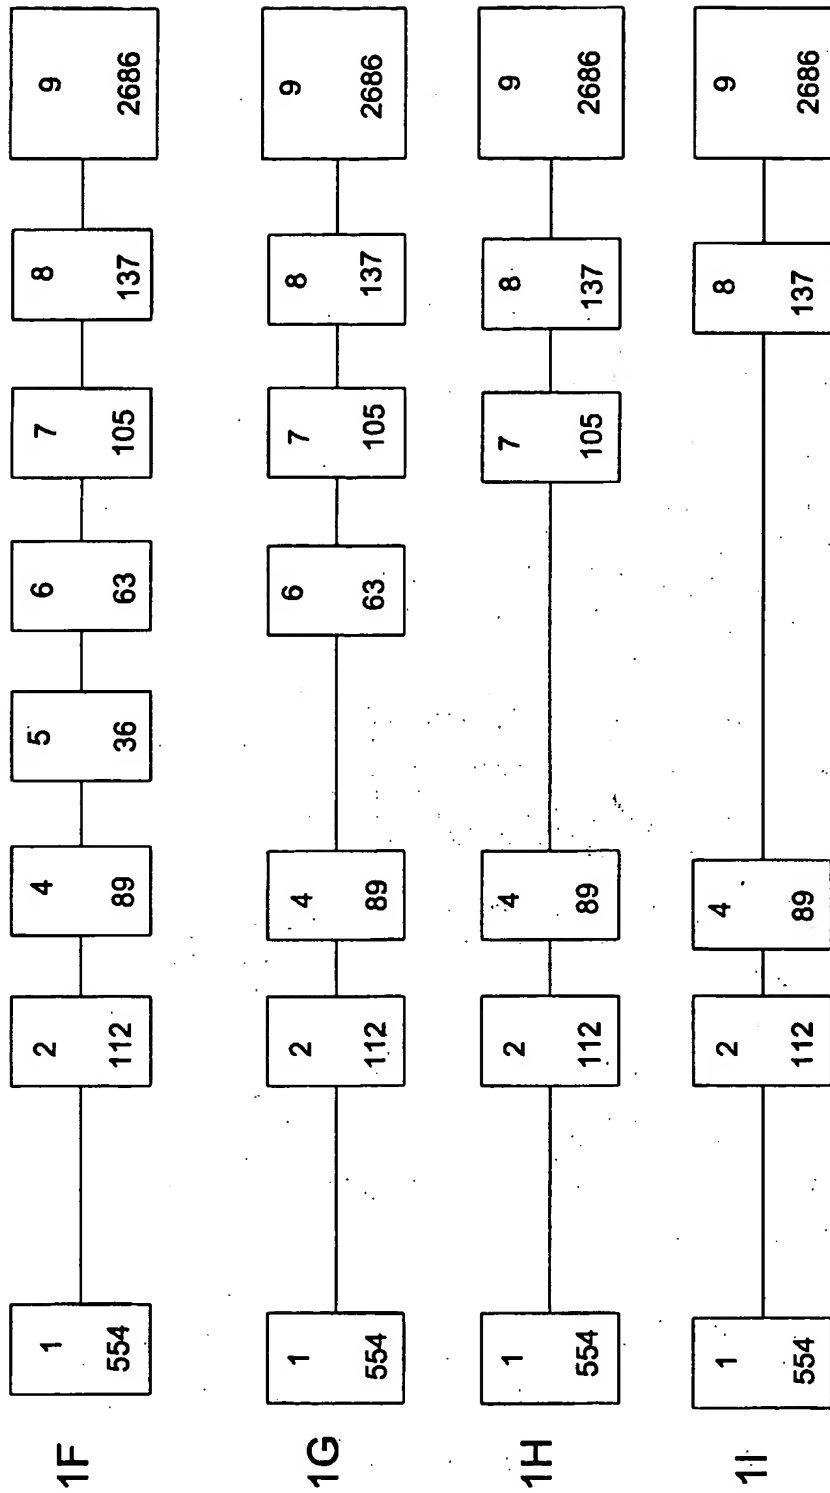 1F
1 2 4 5 6 7 8 9
554 112 89 36 63 105 137 2686
1G
1 2 4 6 7 8 9
554 112 89 63 105 137 2686
1H
1 2 4 7 8 9
554 112 89 105 137 2686
1I
1 2 4 8 9
554 112 89 137 2686